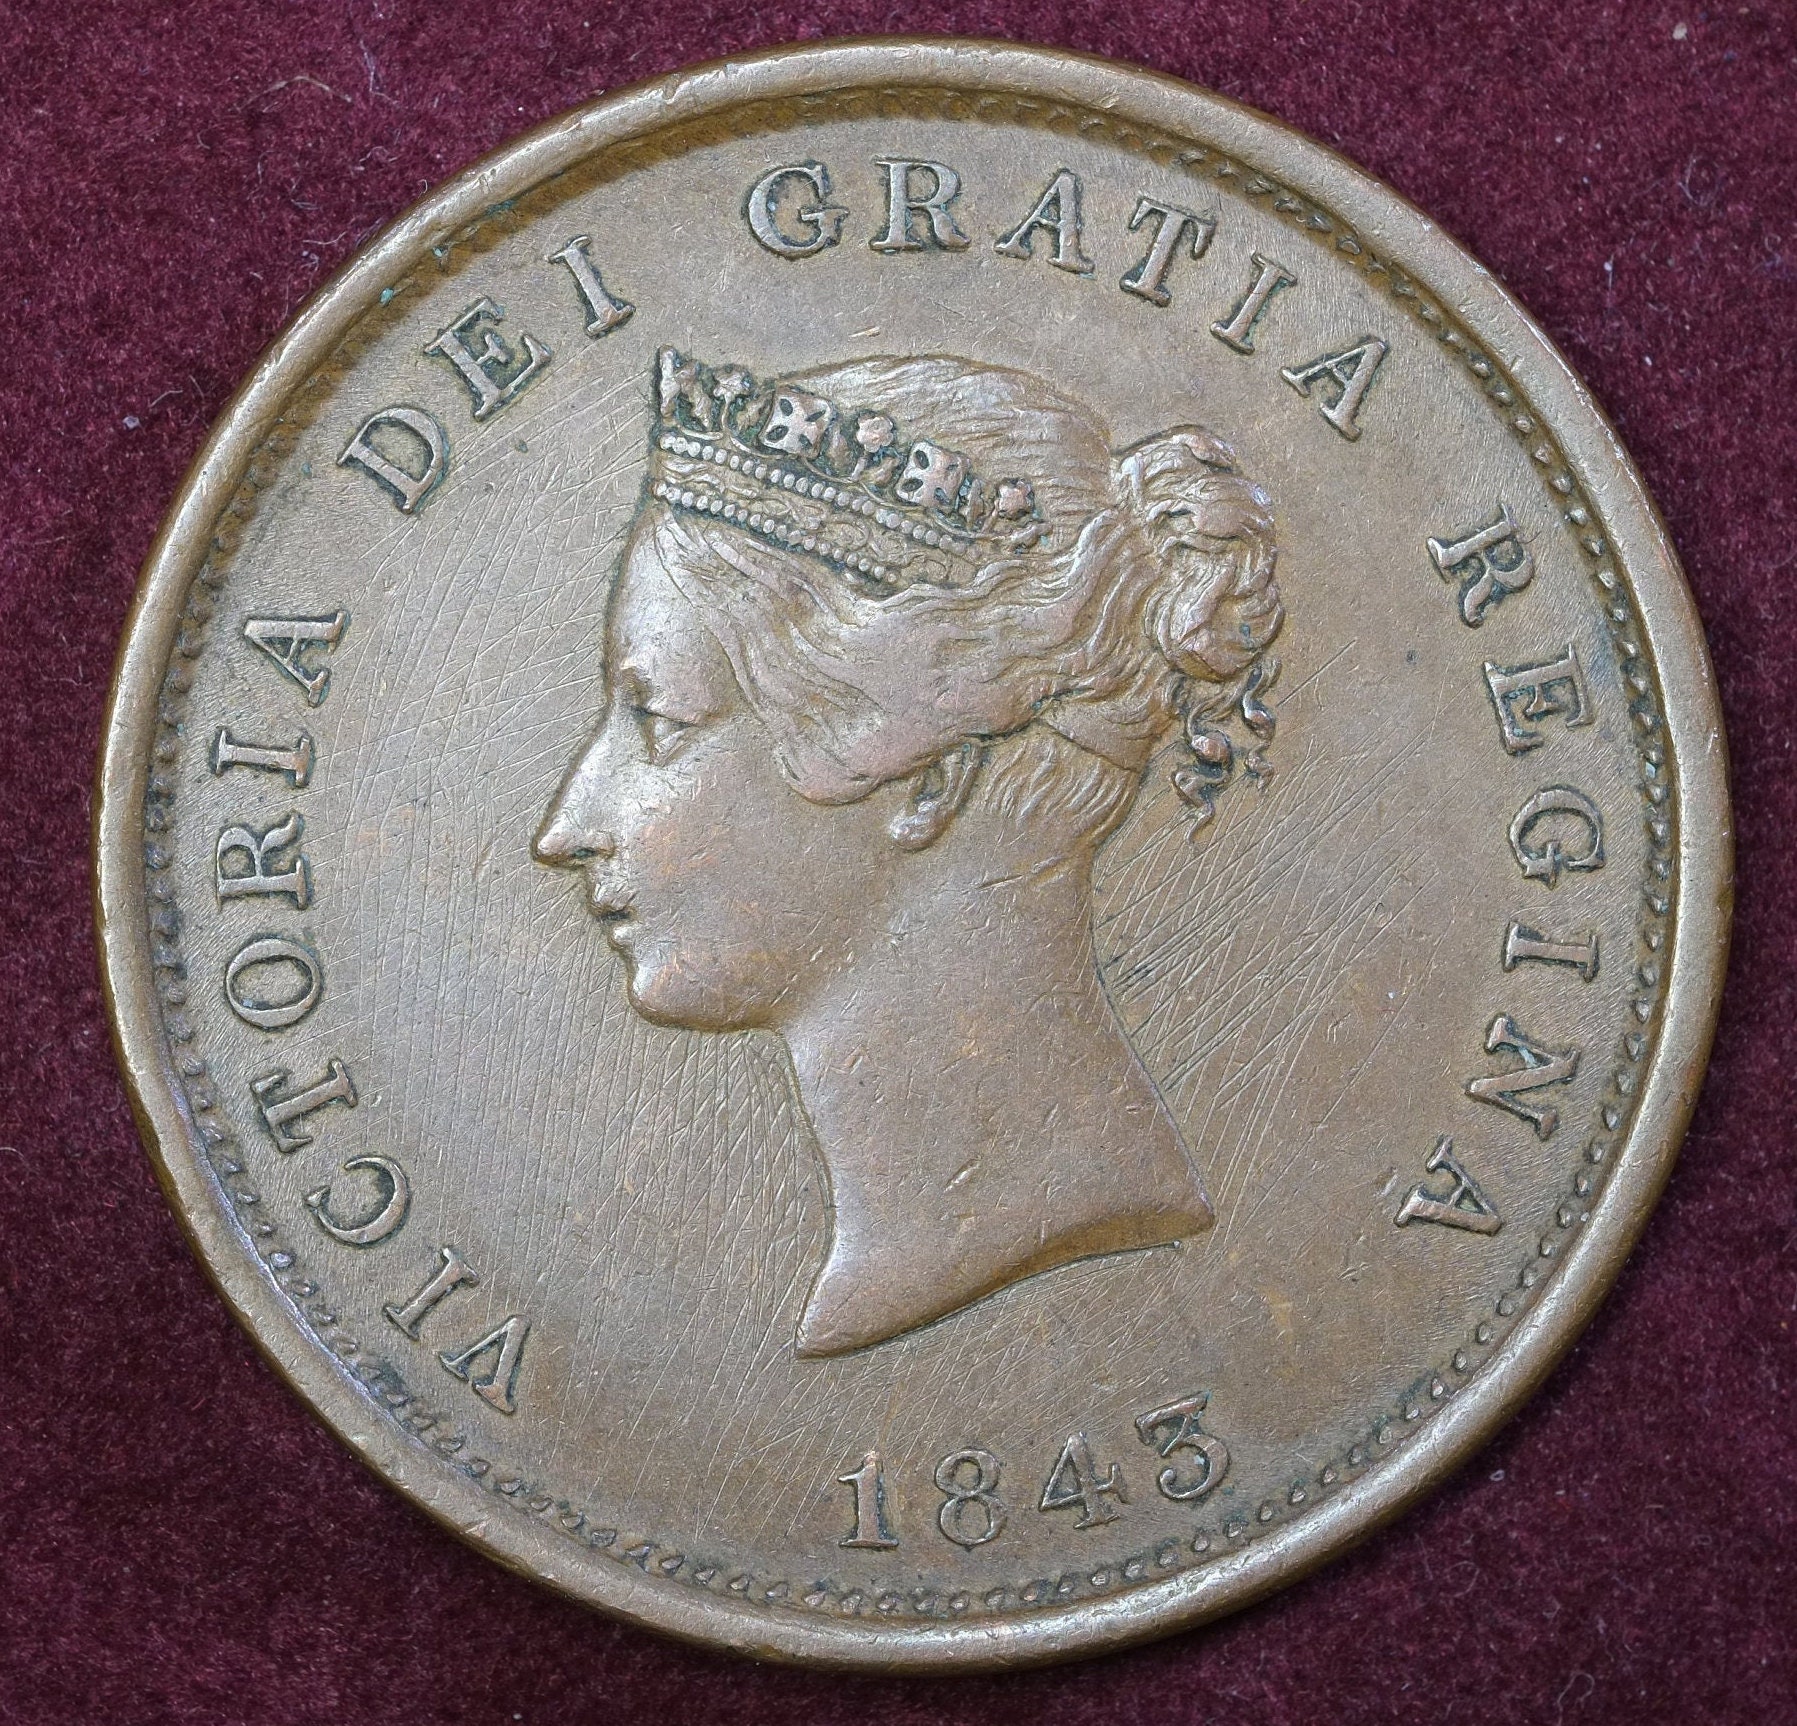 VICTORIA DEI GRATIA REGINA
1843